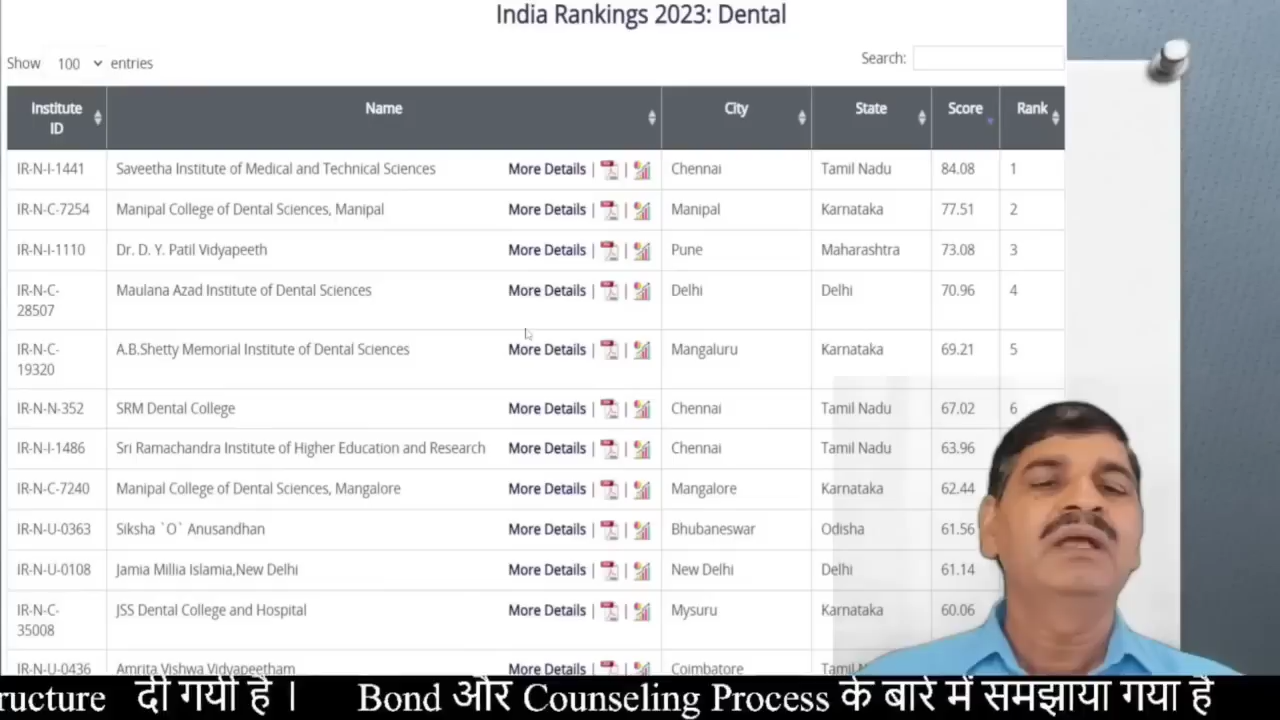 India Rankings 2023: Dental
Show 100 entries Search:
Institute ID Name City State Score Rank
IR-N-I-1441 Saveetha Institute of Medical and Technical Sciences More Details | | Chennai Tamil Nadu 84.08 1
IR-N-C-7254 Manipal College of Dental Sciences, Manipal More Details | | Manipal Karnataka 77.51 2
IR-N-I-1110 Dr. D. Y. Patil Vidyapeeth More Details | | Pune Maharashtra 73.08 3
IR-N-C-28507 Maulana Azad Institute of Dental Sciences More Details | | Delhi Delhi 70.96 4
IR-N-C-19320 A.B.Shetty Memorial Institute of Dental Sciences More Details | | Mangaluru Karnataka 69.21 5
IR-N-N-352 SRM Dental College More Details | | Chennai Tamil Nadu 67.02 6
IR-N-I-1486 Sri Ramachandra Institute of Higher Education and Research More Details | | Chennai Tamil Nadu 63.96
IR-N-C-7240 Manipal College of Dental Sciences, Mangalore More Details | | Mangalore Karnataka 62.44
IR-N-U-0363 Siksha `O` Anusandhan More Details | | Bhubaneswar Odisha 61.56
IR-N-U-0108 Jamia Millia Islamia,New Delhi More Details | | New Delhi Delhi 61.14
IR-N-C-35008 JSS Dental College and Hospital More Details | | Mysuru Karnataka 60.06
IR-N-U-0436 Amrita Vishwa Vidyapeetham More Details | | Coimbatore Tamil
ructure दी गयी है । Bond और Counseling Process के बारे में समझाया गया है